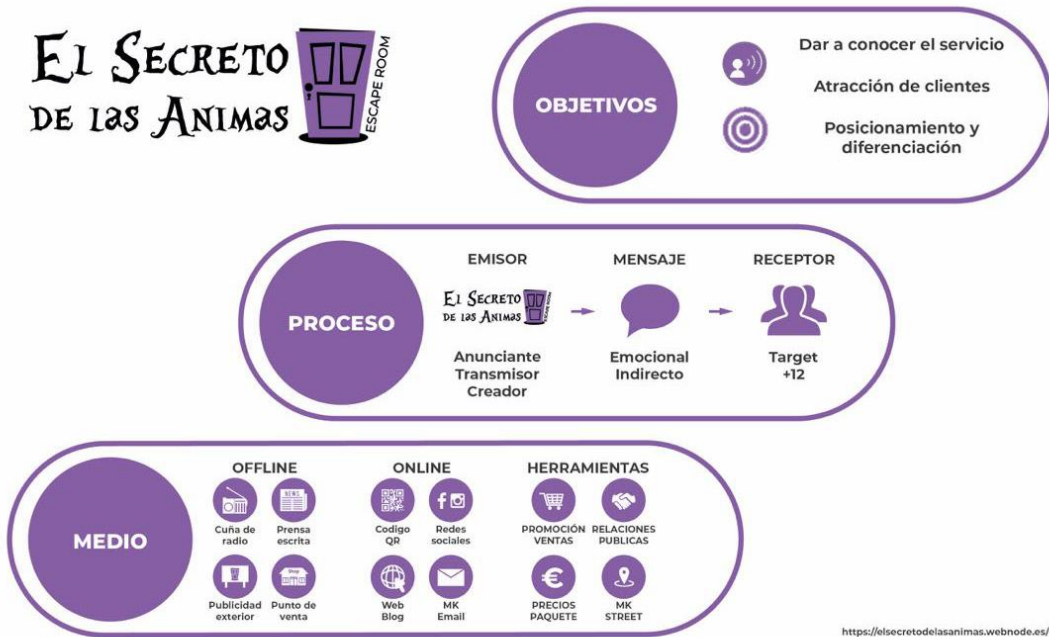 El Secreto
de las Animas
ESCAPE ROOM
OBJETIVOS
Dar a conocer el servicio
Atracción de clientes
Posicionamiento y
diferenciación
PROCESO
EMISOR
El Secreto
de las Animas
ESCAPE ROOM
Anunciante
Transmisor
Creador
MENSAJE
Emocional
Indirecto
RECEPTOR
Target
+12
MEDIO
OFFLINE
Cuña de
radio
NEWS
Prensa
escrita
Publicidad
exterior
Punto de
venta
ONLINE
Codigo
QR
Redes
sociales
Web
Blog
MK
Email
HERRAMIENTAS
PROMOCIÓN
VENTAS
RELACIONES
PUBLICAS
€
PRECIOS
PAQUETE
MK
STREET
https://elsecretodelasanimas.webnode.es/